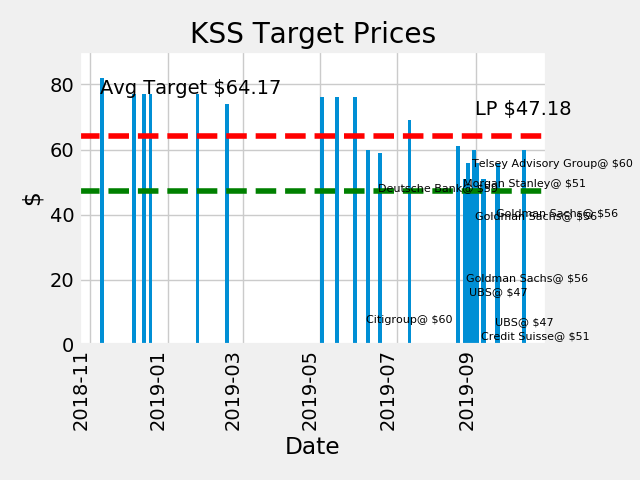 KSS Target Prices
Avg Target $64.17
LP $47.18
80
60
40
20
0
$
Telsey Advisory Group@ $60
Morgan Stanley@ $51
Deutsche Bank@ $59
Goldman Sachs@ $56
Goldman Sachs@ $56
Goldman Sachs@ $56
UBS@ $47
Citigroup@ $60
UBS@ $47
Credit Suisse@ $51
2018-11
2019-01
2019-03
2019-05
2019-07
2019-09
Date